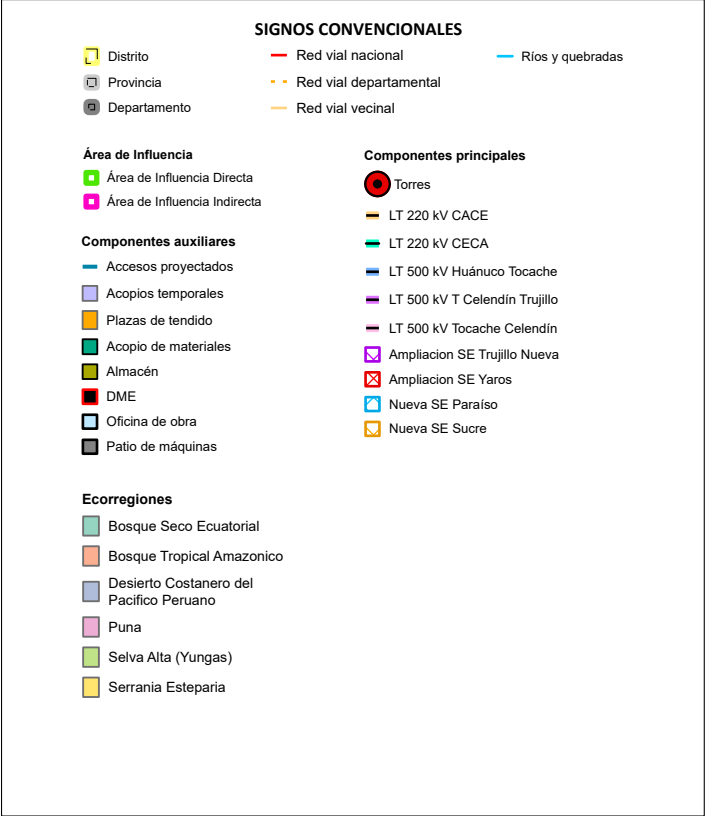 SIGNOS CONVENCIONALES
Distrito
Provincia
Departamento
Red vial nacional
Red vial departamental
Red vial vecinal
Ríos y quebradas
Área de Influencia
Área de Influencia Directa
Área de Influencia Indirecta
Componentes auxiliares
Accesos proyectados
Acopios temporales
Plazas de tendido
Acopio de materiales
Almacén
DME
Oficina de obra
Patio de máquinas
Componentes principales
Torres
LT 220 kV CACE
LT 220 kV CECA
LT 500 kV Huánuco Tocache
LT 500 kV T Celendín Trujillo
LT 500 kV Tocache Celendín
Ampliacion SE Trujillo Nueva
Ampliacion SE Yaros
Nueva SE Paraíso
Nueva SE Sucre
Ecorregiones
Bosque Seco Ecuatorial
Bosque Tropical Amazonico
Desierto Costanero del
Pacifico Peruano
Puna
Selva Alta (Yungas)
Serrania Esteparia